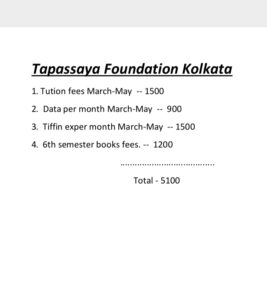 Tapassaya Foundation Kolkata
1. Tution fees March-May -- 1500
2. Data per month March-May -- 900
3. Tiffin exper month March-May -- 1500
4. 6th semester books fees. -- 1200
.......................................
Total - 5100